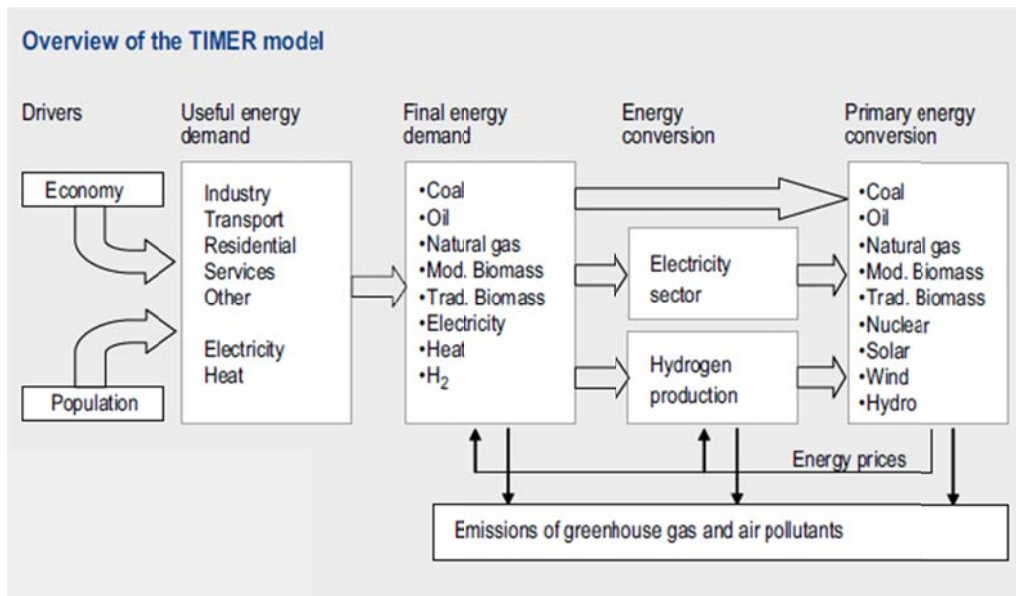 Overview of the TIMER model
Drivers
Useful energy
demand
Final energy
demand
Energy
conversion
Primary energy
conversion
Economy
Population
Industry
Transport
Residential
Services
Other
Electricity
Heat
•Coal
•Oil
•Natural gas
•Mod. Biomass
•Trad. Biomass
•Electricity
•Heat
•H₂
Electricity
sector
Hydrogen
production
•Coal
•Oil
•Natural gas
•Mod. Biomass
•Trad. Biomass
•Nuclear
•Solar
•Wind
•Hydro
Energy prices
Emissions of greenhouse gas and air pollutants